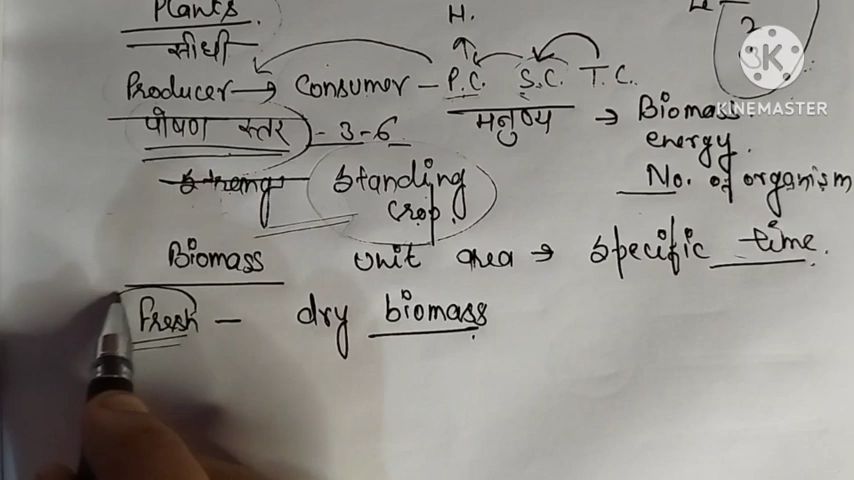 Plants
H.
सीधी
2
Producer → Consumer – P.C. S.C. T.C.
K
KINEMASTER
पोषण स्तर - 3 - 6
मनुष्य
→ Biomass
energy.
No. of organism
Standing
Crop.
Biomass unit area → Specific time.
Fresh – dry biomass